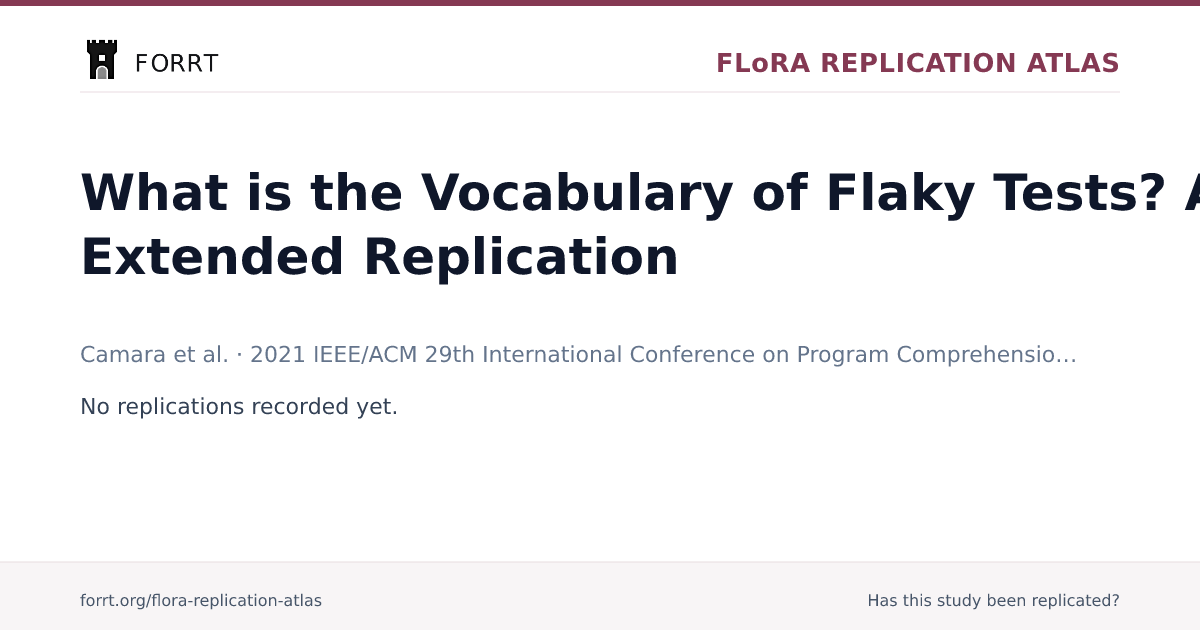 FORRT
FLoRA REPLICATION ATLAS
What is the Vocabulary of Flaky Tests?
Extended Replication
Camara et al. · 2021 IEEE/ACM 29th International Conference on Program Comprehensio…
No replications recorded yet.
forrt.org/flora-replication-atlas
Has this study been replicated?